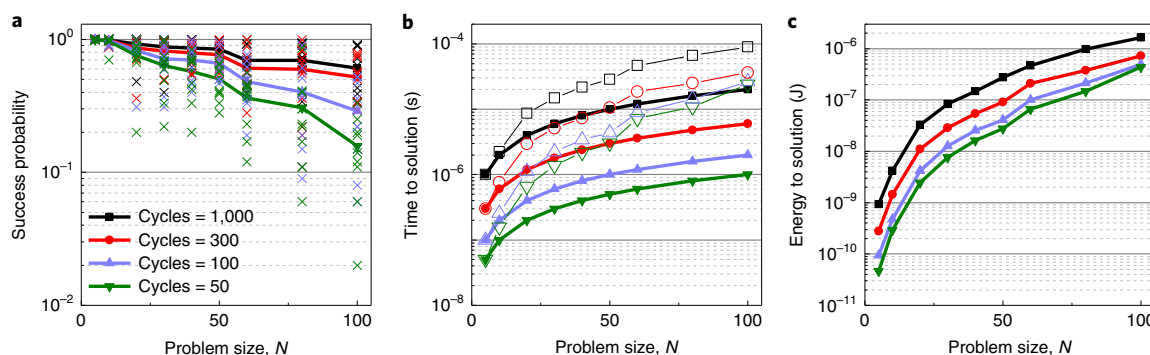 a
Success probability
10⁰
10⁻¹
10⁻²
Cycles = 1,000
Cycles = 300
Cycles = 100
Cycles = 50
0
50
100
Problem size, N
b
Time to solution (s)
10⁻⁴
10⁻⁶
10⁻⁸
0
50
100
Problem size, N
c
Energy to solution (J)
10⁻⁶
10⁻⁷
10⁻⁸
10⁻⁹
10⁻¹⁰
10⁻¹¹
0
50
100
Problem size, N